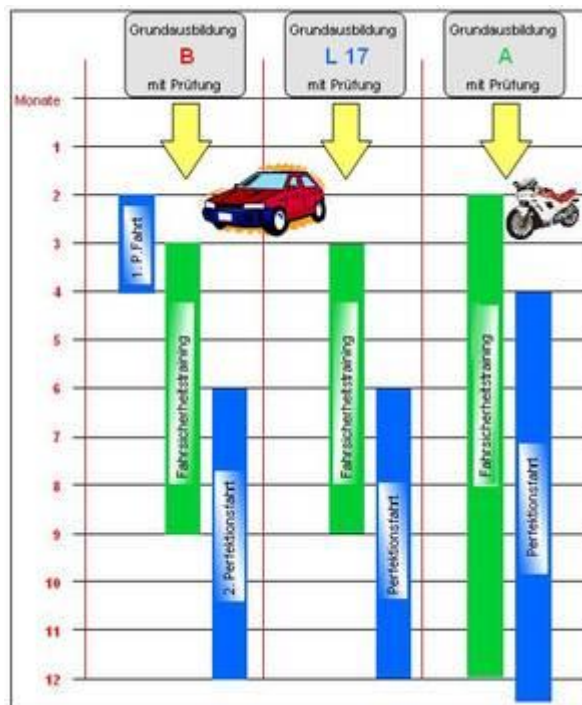 Grundausbildung
B
mit Prüfung
Grundausbildung
L 17
mit Prüfung
Grundausbildung
A
mit Prüfung
Monate
1
2
3
4
5
6
7
8
9
10
11
12
1. P.Fahrt
Fahrsicherheitstraining
2. Perfektionsfahrt
Fahrsicherheitstraining
Perfektionsfahrt
Fahrsicherheitstraining
Perfektionsfahrt